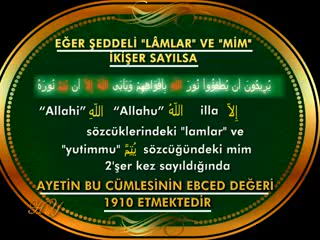 EĞER ŞEDDELİ "LÂMLAR" VE "MİM"
İKİŞER SAYILSA
يُرِيدُونَ أَن يُطْفِؤُوا نُورَ اللّٰهِ بِأَفْوَاهِهِمْ وَيَأْبَى اللّٰهُ إِلاَّ أَن يُتِمَّ نُورَهُ
“Allahi” اللّٰهِ “Allahu” اللّٰهُ illa إِلاَّ
sözcüklerindeki "lamlar" ve
"yutimmu" يُتِمَّ sözcüğündeki mim
2'şer kez sayıldığında
AYETİN BU CÜMLESİNİN EBCED DEĞERİ
1910 ETMEKTEDİR